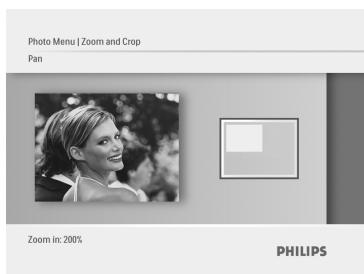 Photo Menu | Zoom and Crop
Pan
Zoom in: 200%
PHILIPS